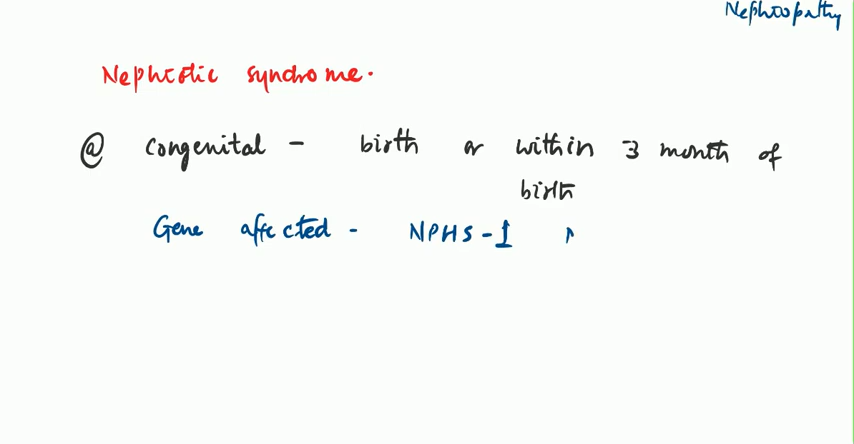 Nephropathy
Nephrotic syndrome.
@ congenital - birth or within 3 month of
birth
Gene affected - NPHS-1